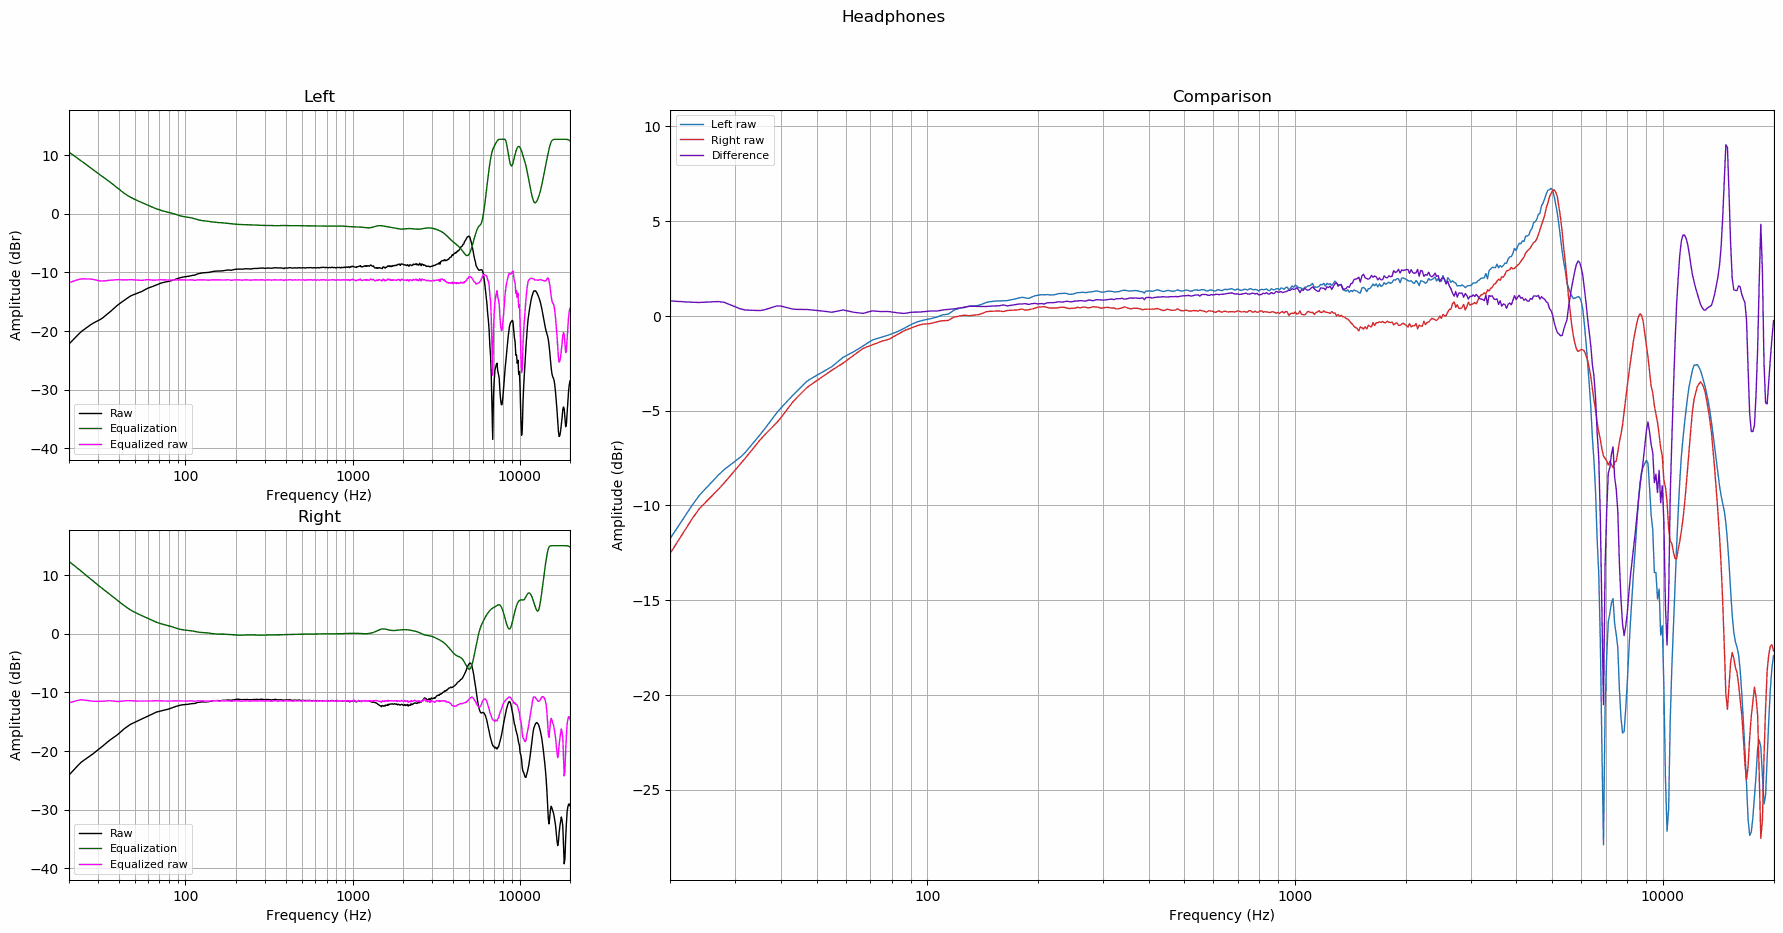 Headphones
Left
10
0
−10
−20
−30
−40
Amplitude (dBr)
Raw
Equalization
Equalized raw
100
1000
10000
Frequency (Hz)
Right
10
0
−10
−20
−30
−40
Amplitude (dBr)
Raw
Equalization
Equalized raw
100
1000
10000
Frequency (Hz)
Comparison
10
5
0
−5
−10
−15
−20
−25
Amplitude (dBr)
Left raw
Right raw
Difference
100
1000
10000
Frequency (Hz)